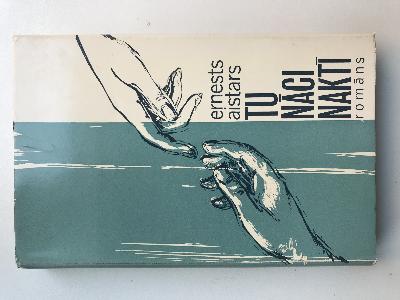 ernests
aistars
TU
NĀCI
NAKTĪ
romāns